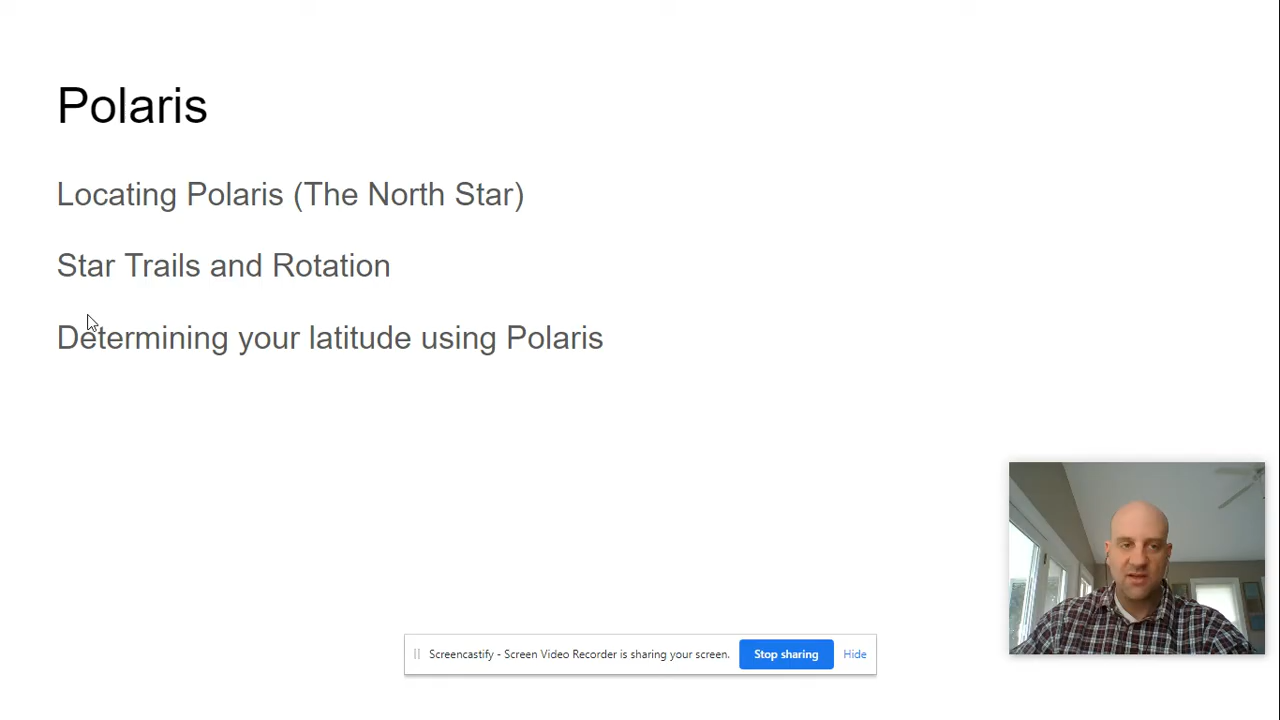 Polaris
Locating Polaris (The North Star)
Star Trails and Rotation
Determining your latitude using Polaris
Screencastify - Screen Video Recorder is sharing your screen. Stop sharing Hide